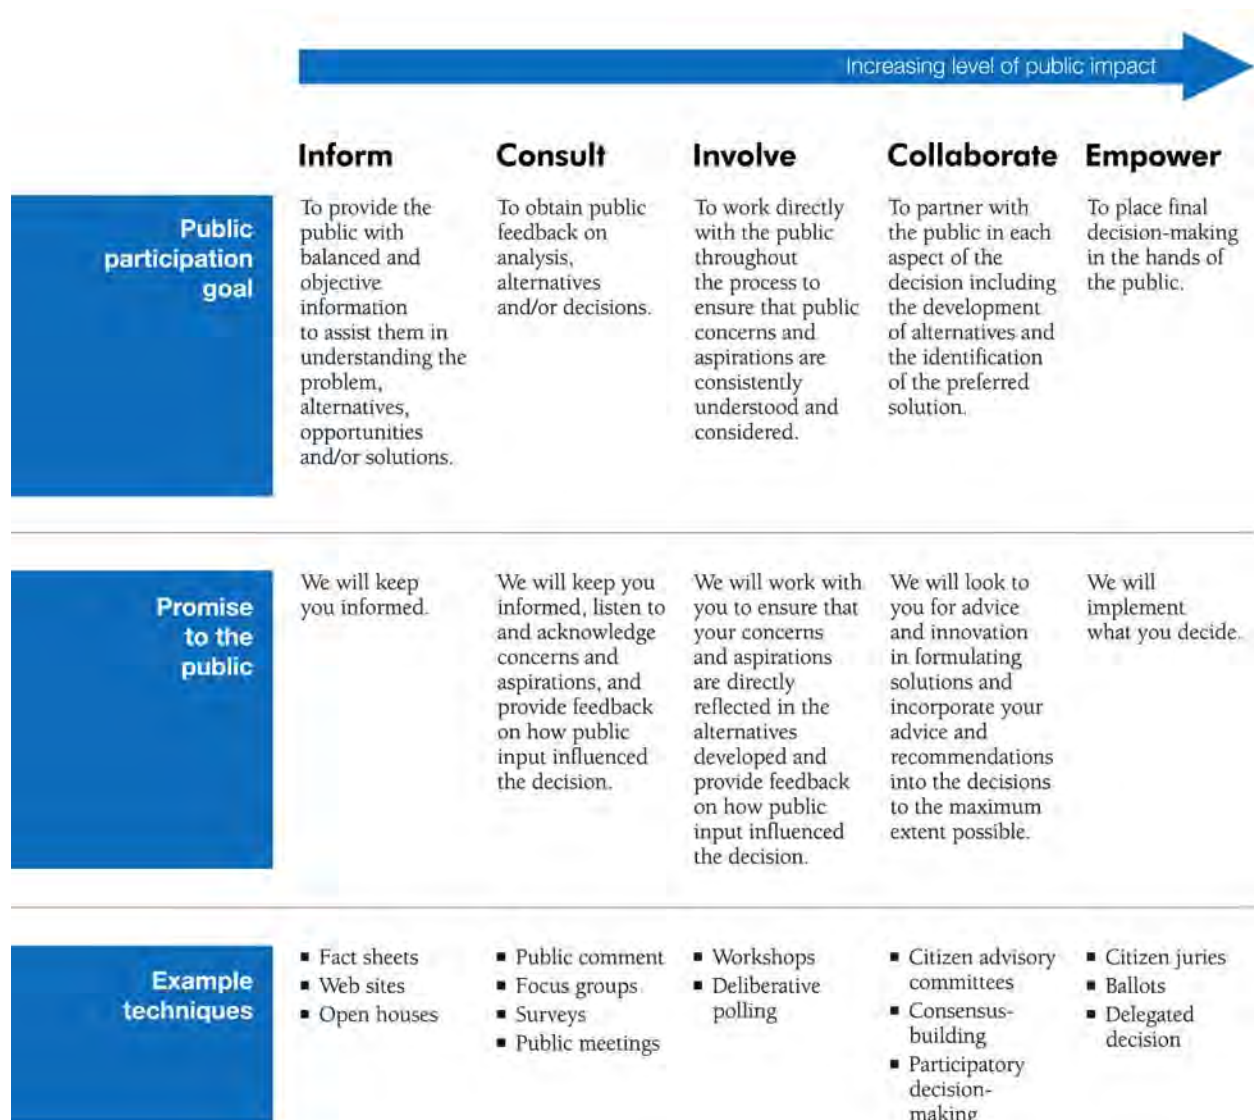 Increasing level of public impact
Inform
Consult
Involve
Collaborate
Empower
Public
participation
goal
To provide the
public with
balanced and
objective
information
to assist them in
understanding the
problem,
alternatives,
opportunities
and/or solutions.
To obtain public
feedback on
analysis,
alternatives
and/or decisions.
To work directly
with the public
throughout
the process to
ensure that public
concerns and
aspirations are
consistently
understood and
considered.
To partner with
the public in each
aspect of the
decision including
the development
of alternatives and
the identification
of the preferred
solution.
To place final
decision-making
in the hands of
the public.
Promise
to the
public
We will keep
you informed.
We will keep you
informed, listen to
and acknowledge
concerns and
aspirations, and
provide feedback
on how public
input influenced
the decision.
We will work with
you to ensure that
your concerns
and aspirations
are directly
reflected in the
alternatives
developed and
provide feedback
on how public
input influenced
the decision.
We will look to
you for advice
and innovation
in formulating
solutions and
incorporate your
advice and
recommendations
into the decisions
to the maximum
extent possible.
We will
implement
what you decide.
Example
techniques
▪ Fact sheets
▪ Web sites
▪ Open houses
▪ Public comment
▪ Focus groups
▪ Surveys
▪ Public meetings
▪ Workshops
▪ Deliberative
polling
▪ Citizen advisory
committees
▪ Consensus-
building
▪ Participatory
decision-
making
▪ Citizen juries
▪ Ballots
▪ Delegated
decision